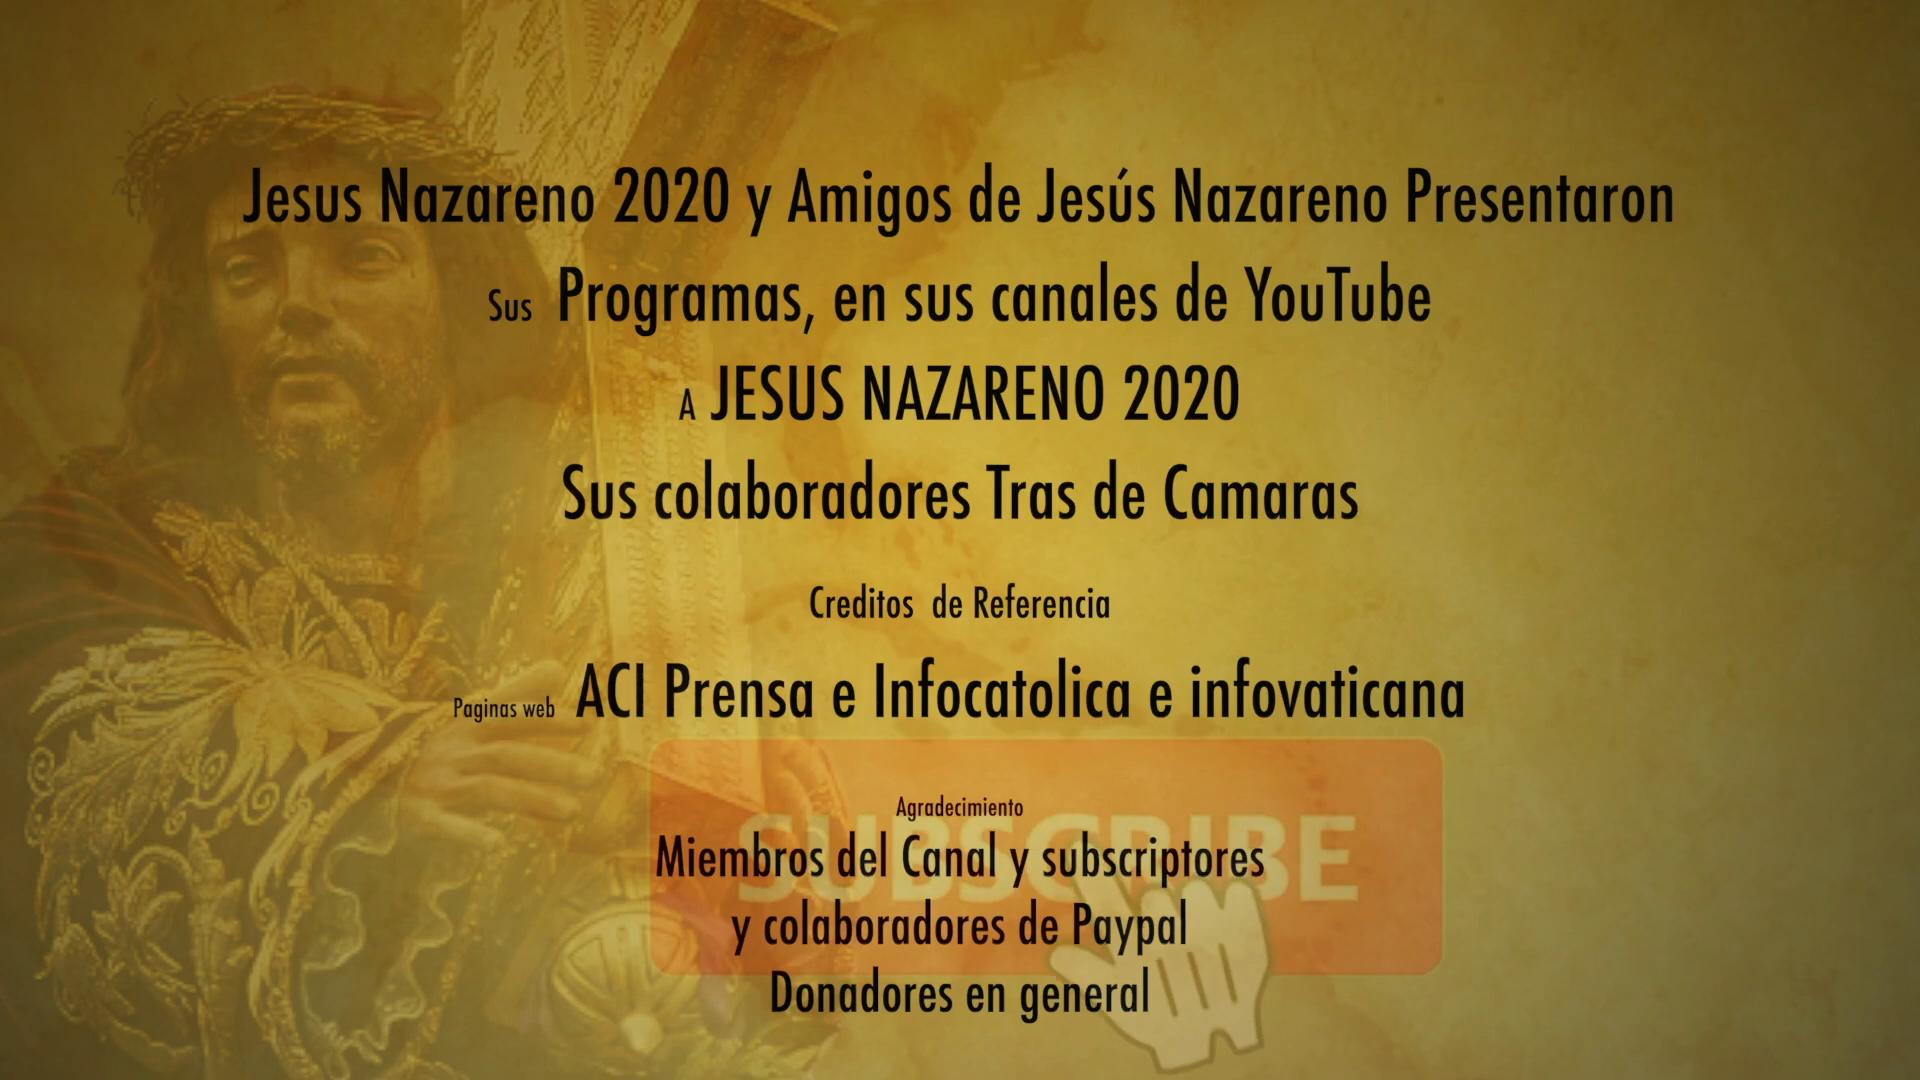 Jesus Nazareno 2020 y Amigos de Jesús Nazareno Presentaron
Sus Programas, en sus canales de YouTube
A JESUS NAZARENO 2020
Sus colaboradores Tras de Camaras
Creditos de Referencia
Paginas web ACI Prensa e Infocatolica e infovaticana
Agradecimiento
SUBSCRIBE
Miembros del Canal y subscriptores
y colaboradores de Paypal
Donadores en general